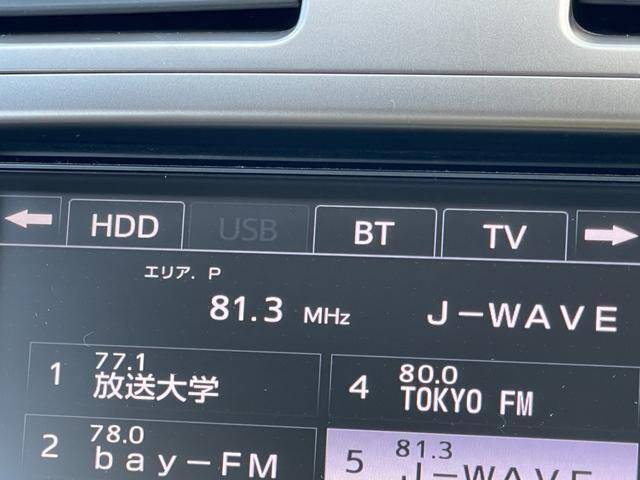 HDD USB BT TV
エリア. P
81.3 MHz J－WAVE
1 77.1 放送大学
4 80.0 TOKYO FM
2 78.0 bay－FM
5 81.3 J－WAVE